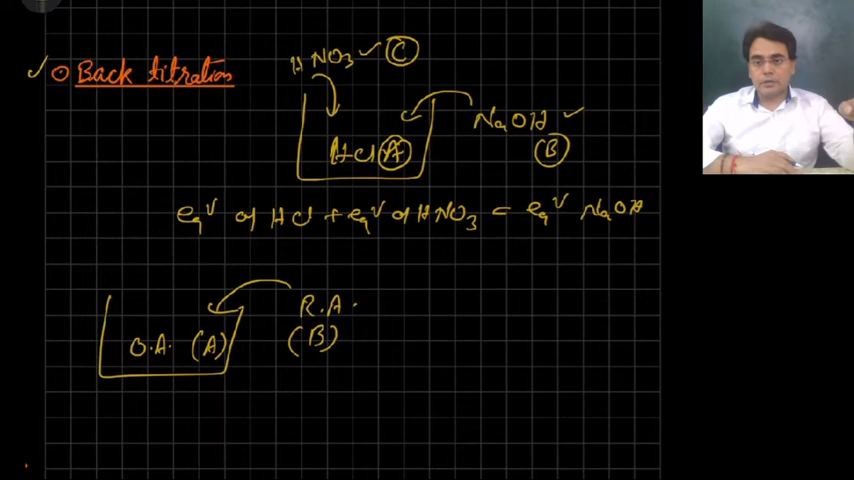 HNO₃ ✓ (C)
✓ ⊙ Back titration
NaOH ✓
HCl (A)
(B)
eqᵛ of HCl + eqᵛ of HNO₃ = eqᵛ NaOH
R.A.
O.A. (A)
(B)